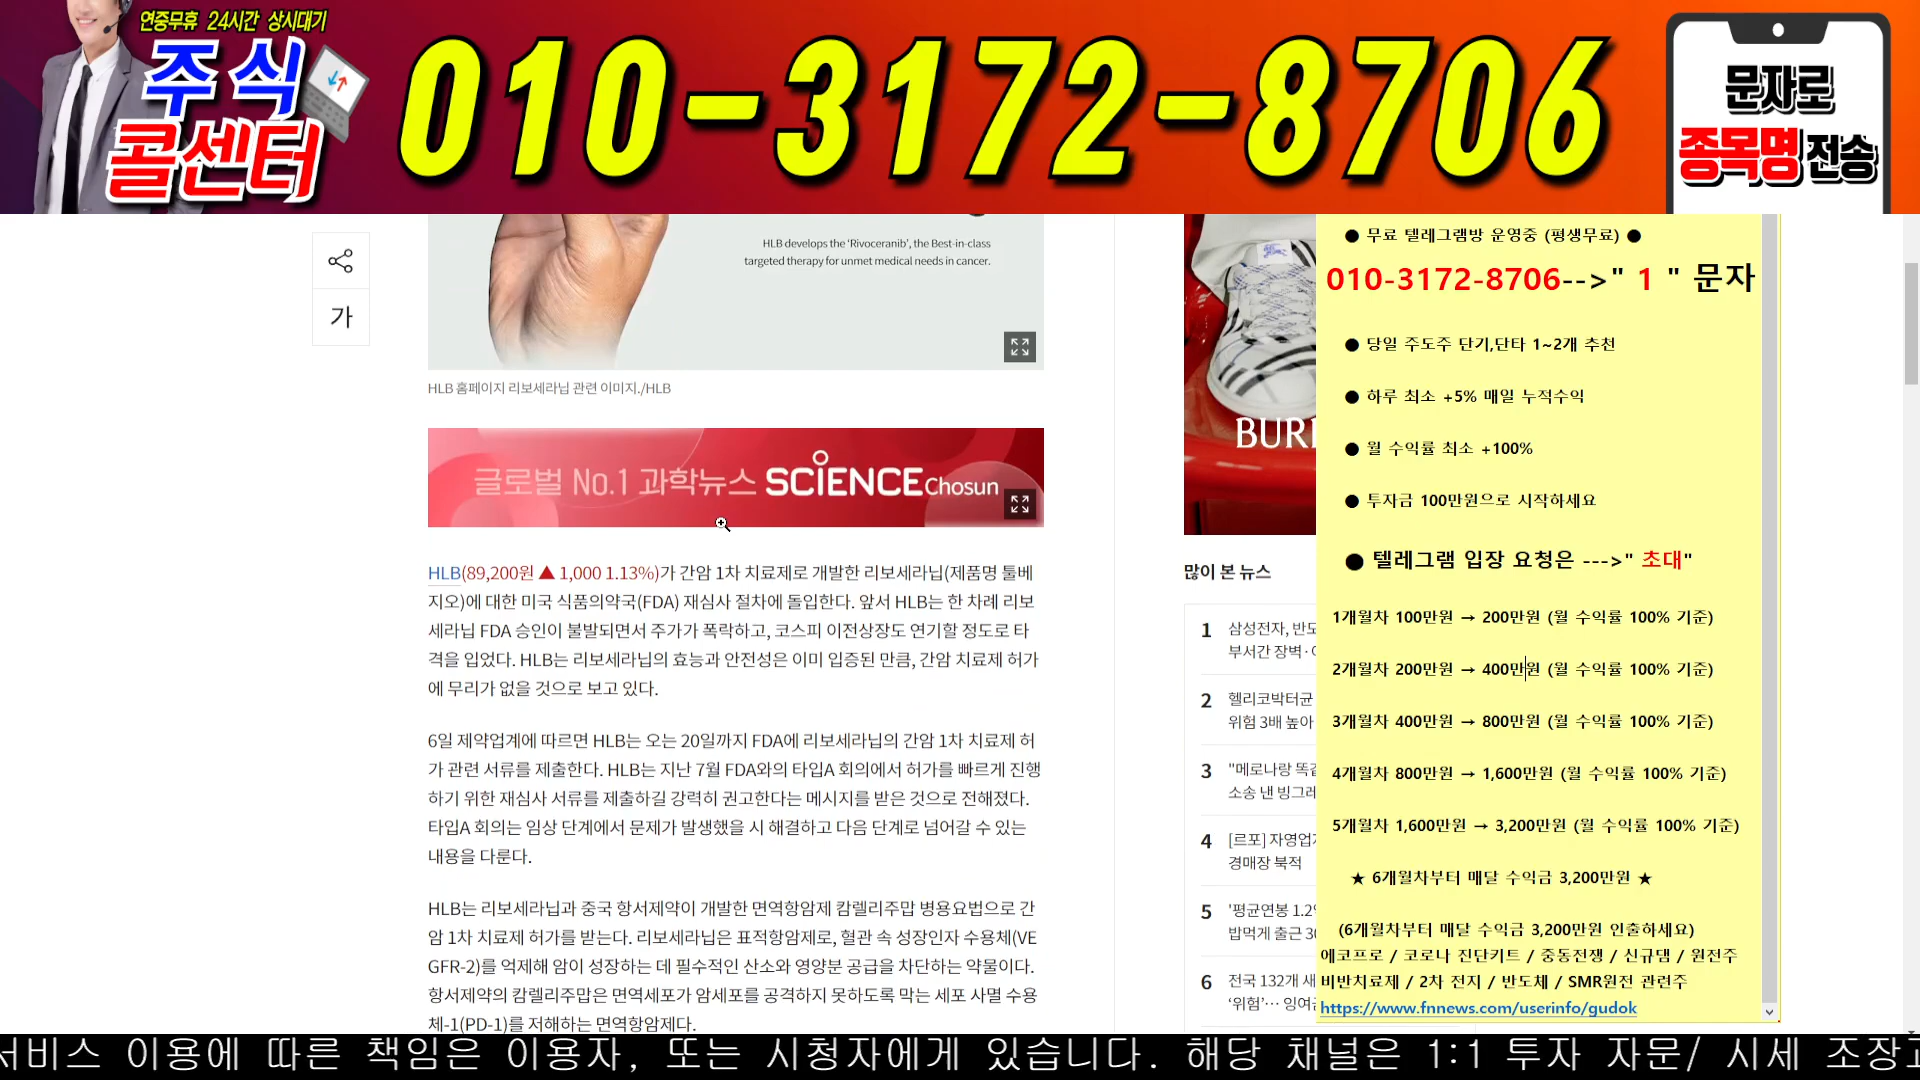 연중무휴 24시간 상시대기
주식
콜센터
010-3172-8706
문자로
종목명 전송
가
HLB develops the 'Rivoceranib', the Best-in-class
targeted therapy for unmet medical needs in cancer.
HLB 홈페이지 리보세라닙 관련 이미지./HLB
글로벌 No.1 과학뉴스 SCIENCE Chosun
HLB(89,200원 ▲ 1,000 1.13%)가 간암 1차 치료제로 개발한 리보세라닙(제품명 툴베
지오)에 대한 미국 식품의약국(FDA) 재심사 절차에 돌입한다. 앞서 HLB는 한 차례 리보
세라닙 FDA 승인이 불발되면서 주가가 폭락하고, 코스피 이전상장도 연기할 정도로 타
격을 입었다. HLB는 리보세라닙의 효능과 안전성은 이미 입증된 만큼, 간암 치료제 허가
에 무리가 없을 것으로 보고 있다.
6일 제약업계에 따르면 HLB는 오는 20일까지 FDA에 리보세라닙의 간암 1차 치료제 허
가 관련 서류를 제출한다. HLB는 지난 7월 FDA와의 타입A 회의에서 허가를 빠르게 진행
하기 위한 재심사 서류를 제출하길 강력히 권고한다는 메시지를 받은 것으로 전해졌다.
타입A 회의는 임상 단계에서 문제가 발생했을 시 해결하고 다음 단계로 넘어갈 수 있는
내용을 다룬다.
HLB는 리보세라닙과 중국 항서제약이 개발한 면역항암제 캄렐리주맙 병용요법으로 간
암 1차 치료제 허가를 받는다. 리보세라닙은 표적항암제로, 혈관 속 성장인자 수용체(VE
GFR-2)를 억제해 암이 성장하는 데 필수적인 산소와 영양분 공급을 차단하는 약물이다.
항서제약의 캄렐리주맙은 면역세포가 암세포를 공격하지 못하도록 막는 세포 사멸 수용
체-1(PD-1)를 저해하는 면역항암제다.
BUR
많이 본 뉴스
1 삼성전자, 반도
부서간 장벽·
2 헬리코박터균
위험 3배 높아
3 "메로나랑 똑같
소송 낸 빙그레
4 [르포] 자영업자
경매장 북적
5 '평균연봉 1.2
밥먹게 출근 3
6 전국 132개 새
'위험'… 잉여금
● 무료 텔레그램방 운영중 (평생무료) ●
010-3172-8706-->" 1 " 문자
● 당일 주도주 단기,단타 1~2개 추천
● 하루 최소 +5% 매일 누적수익
● 월 수익률 최소 +100%
● 투자금 100만원으로 시작하세요
● 텔레그램 입장 요청은 --->" 초대"
1개월차 100만원 → 200만원 (월 수익률 100% 기준)
2개월차 200만원 → 400만원 (월 수익률 100% 기준)
3개월차 400만원 → 800만원 (월 수익률 100% 기준)
4개월차 800만원 → 1,600만원 (월 수익률 100% 기준)
5개월차 1,600만원 → 3,200만원 (월 수익률 100% 기준)
★ 6개월차부터 매달 수익금 3,200만원 ★
(6개월차부터 매달 수익금 3,200만원 인출하세요)
에코프로 / 코로나 진단키트 / 중동전쟁 / 신규댐 / 원전주
비반치료제 / 2차 전지 / 반도체 / SMR원전 관련주
https://www.fnnews.com/userinfo/gudok
서비스 이용에 따른 책임은 이용자, 또는 시청자에게 있습니다. 해당 채널은 1:1 투자 자문/ 시세 조장